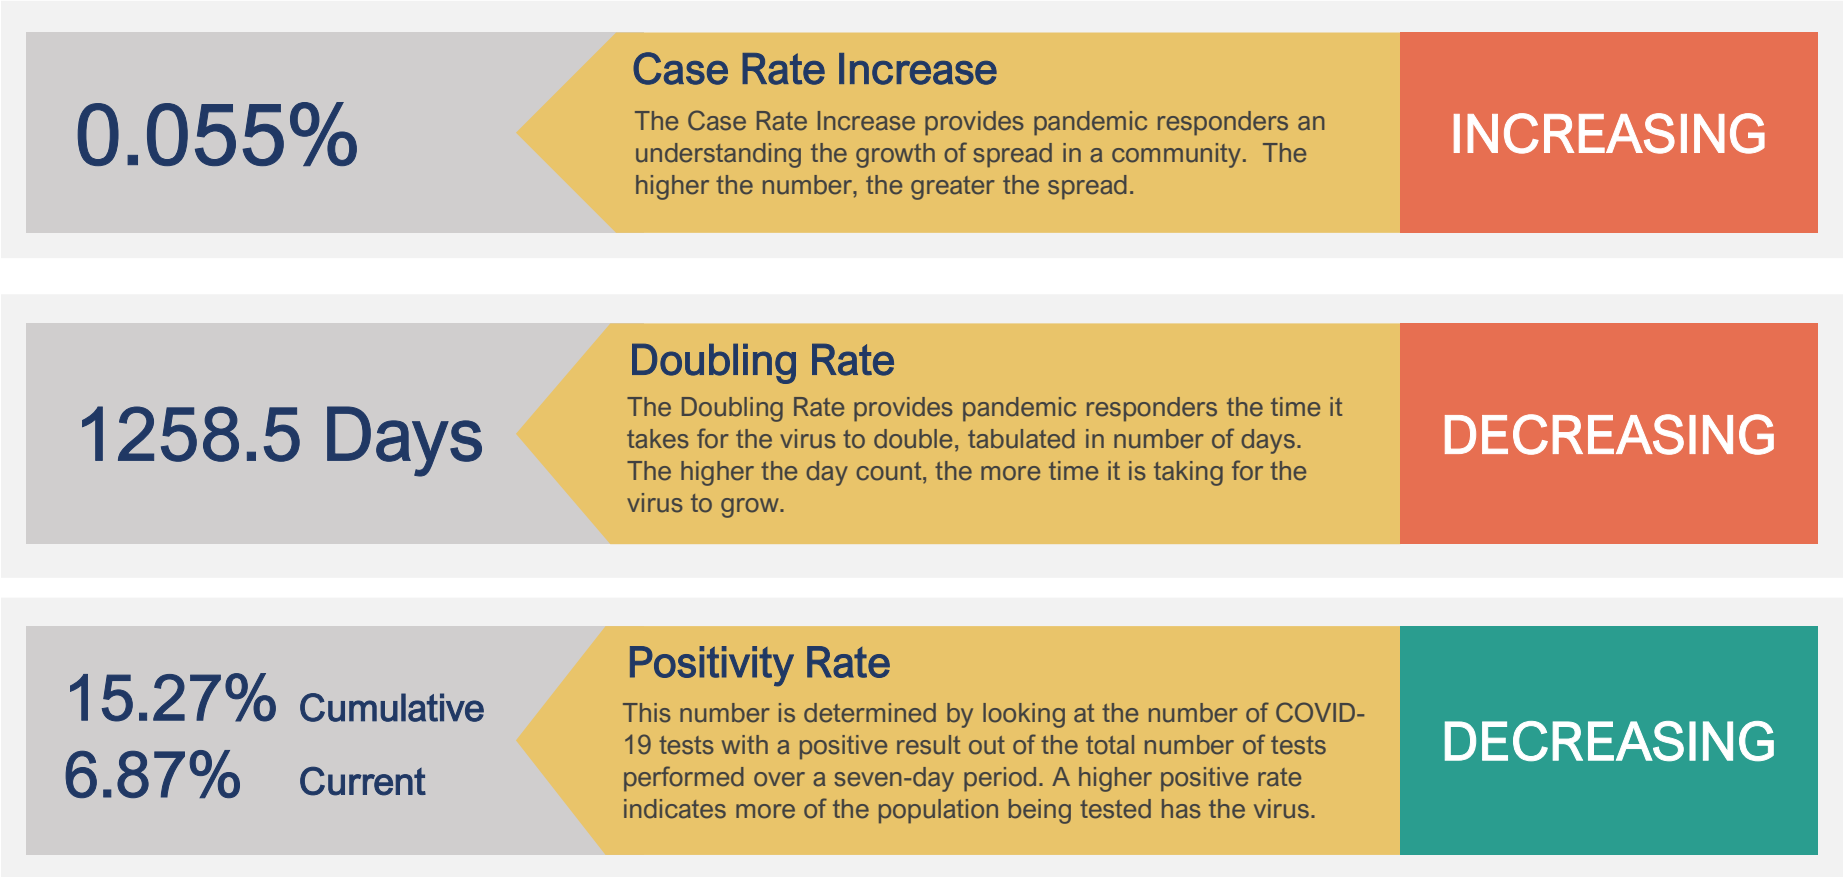 0.055%
Case Rate Increase
The Case Rate Increase provides pandemic responders an
understanding the growth of spread in a community.  The
higher the number, the greater the spread.
INCREASING
1258.5 Days
Doubling Rate
The Doubling Rate provides pandemic responders the time it
takes for the virus to double, tabulated in number of days.
The higher the day count, the more time it is taking for the
virus to grow.
DECREASING
15.27% Cumulative
6.87% Current
Positivity Rate
This number is determined by looking at the number of COVID-
19 tests with a positive result out of the total number of tests
performed over a seven-day period. A higher positive rate
indicates more of the population being tested has the virus.
DECREASING